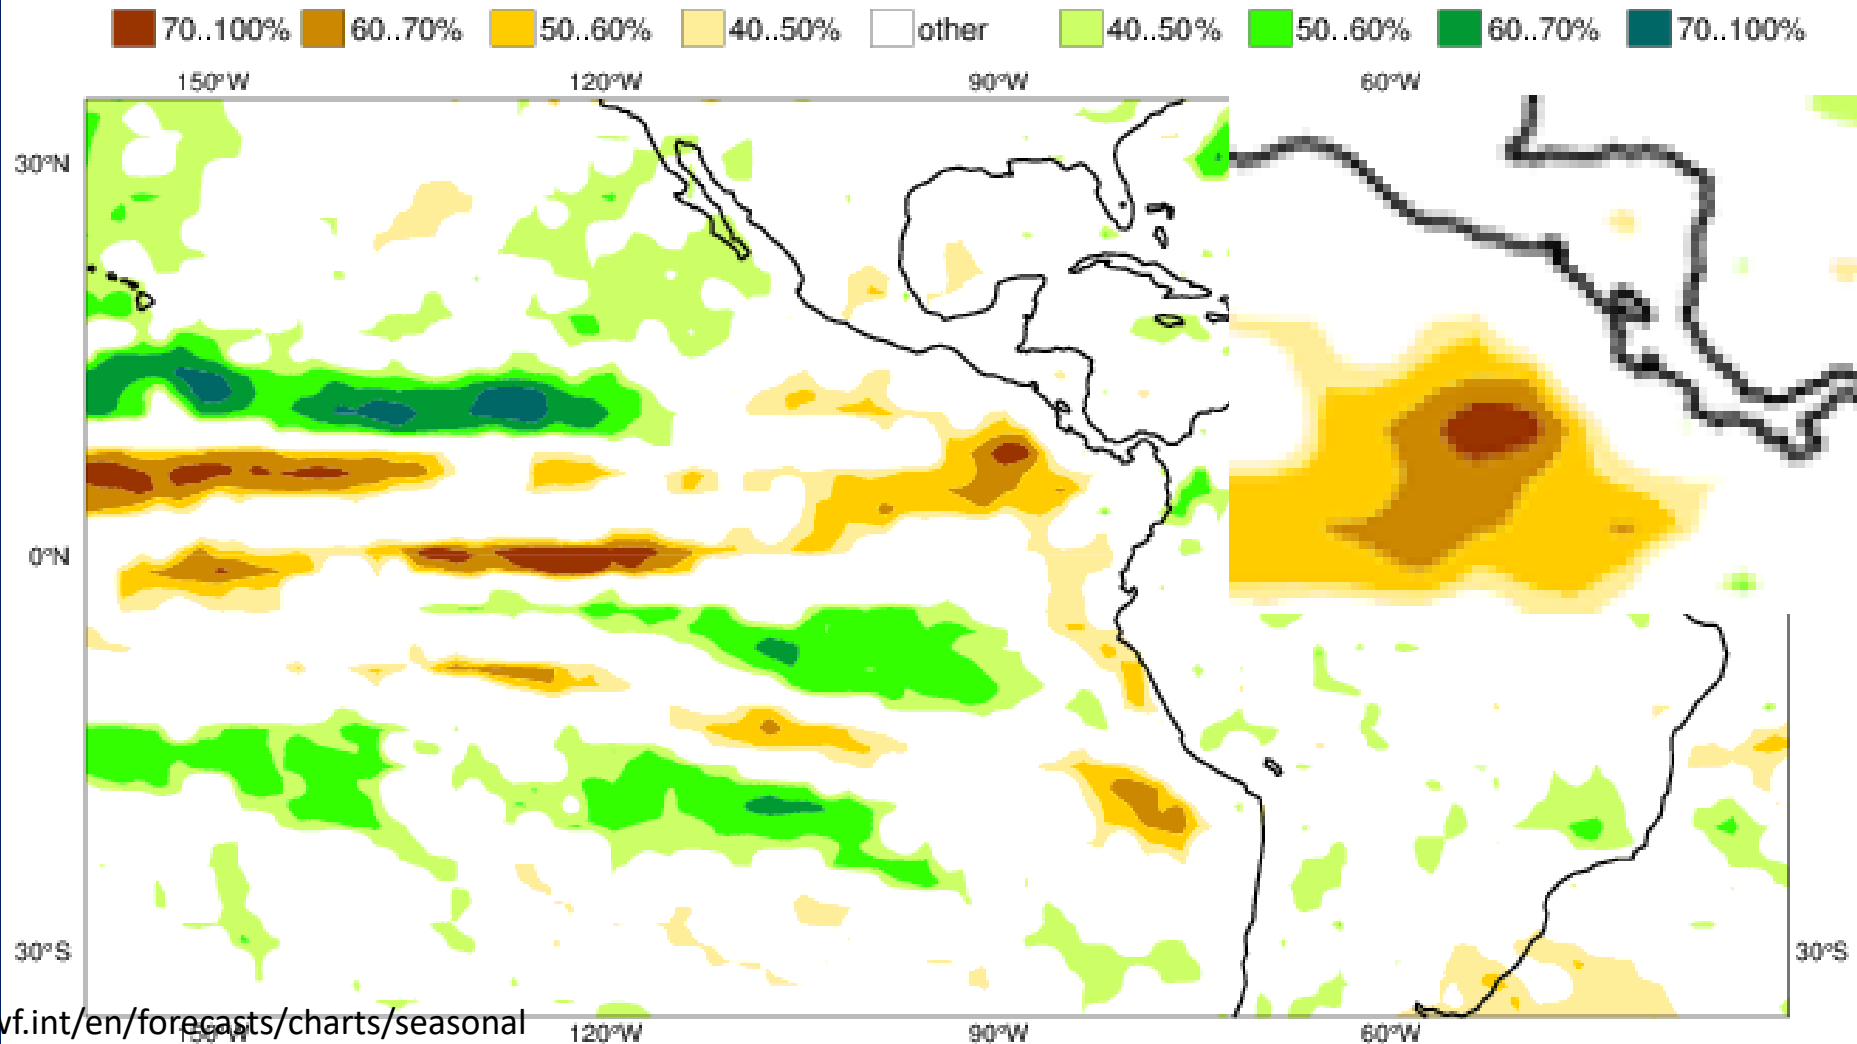 70..100% 60..70% 50..60% 40..50% other 40..50% 50..60% 60..70% 70..100%
150°W 120°W 90°W 60°W
30°N
0°N
30°S 30°S
vf.int/en/forecasts/charts/seasonal
150°W 120°W 90°W 60°W